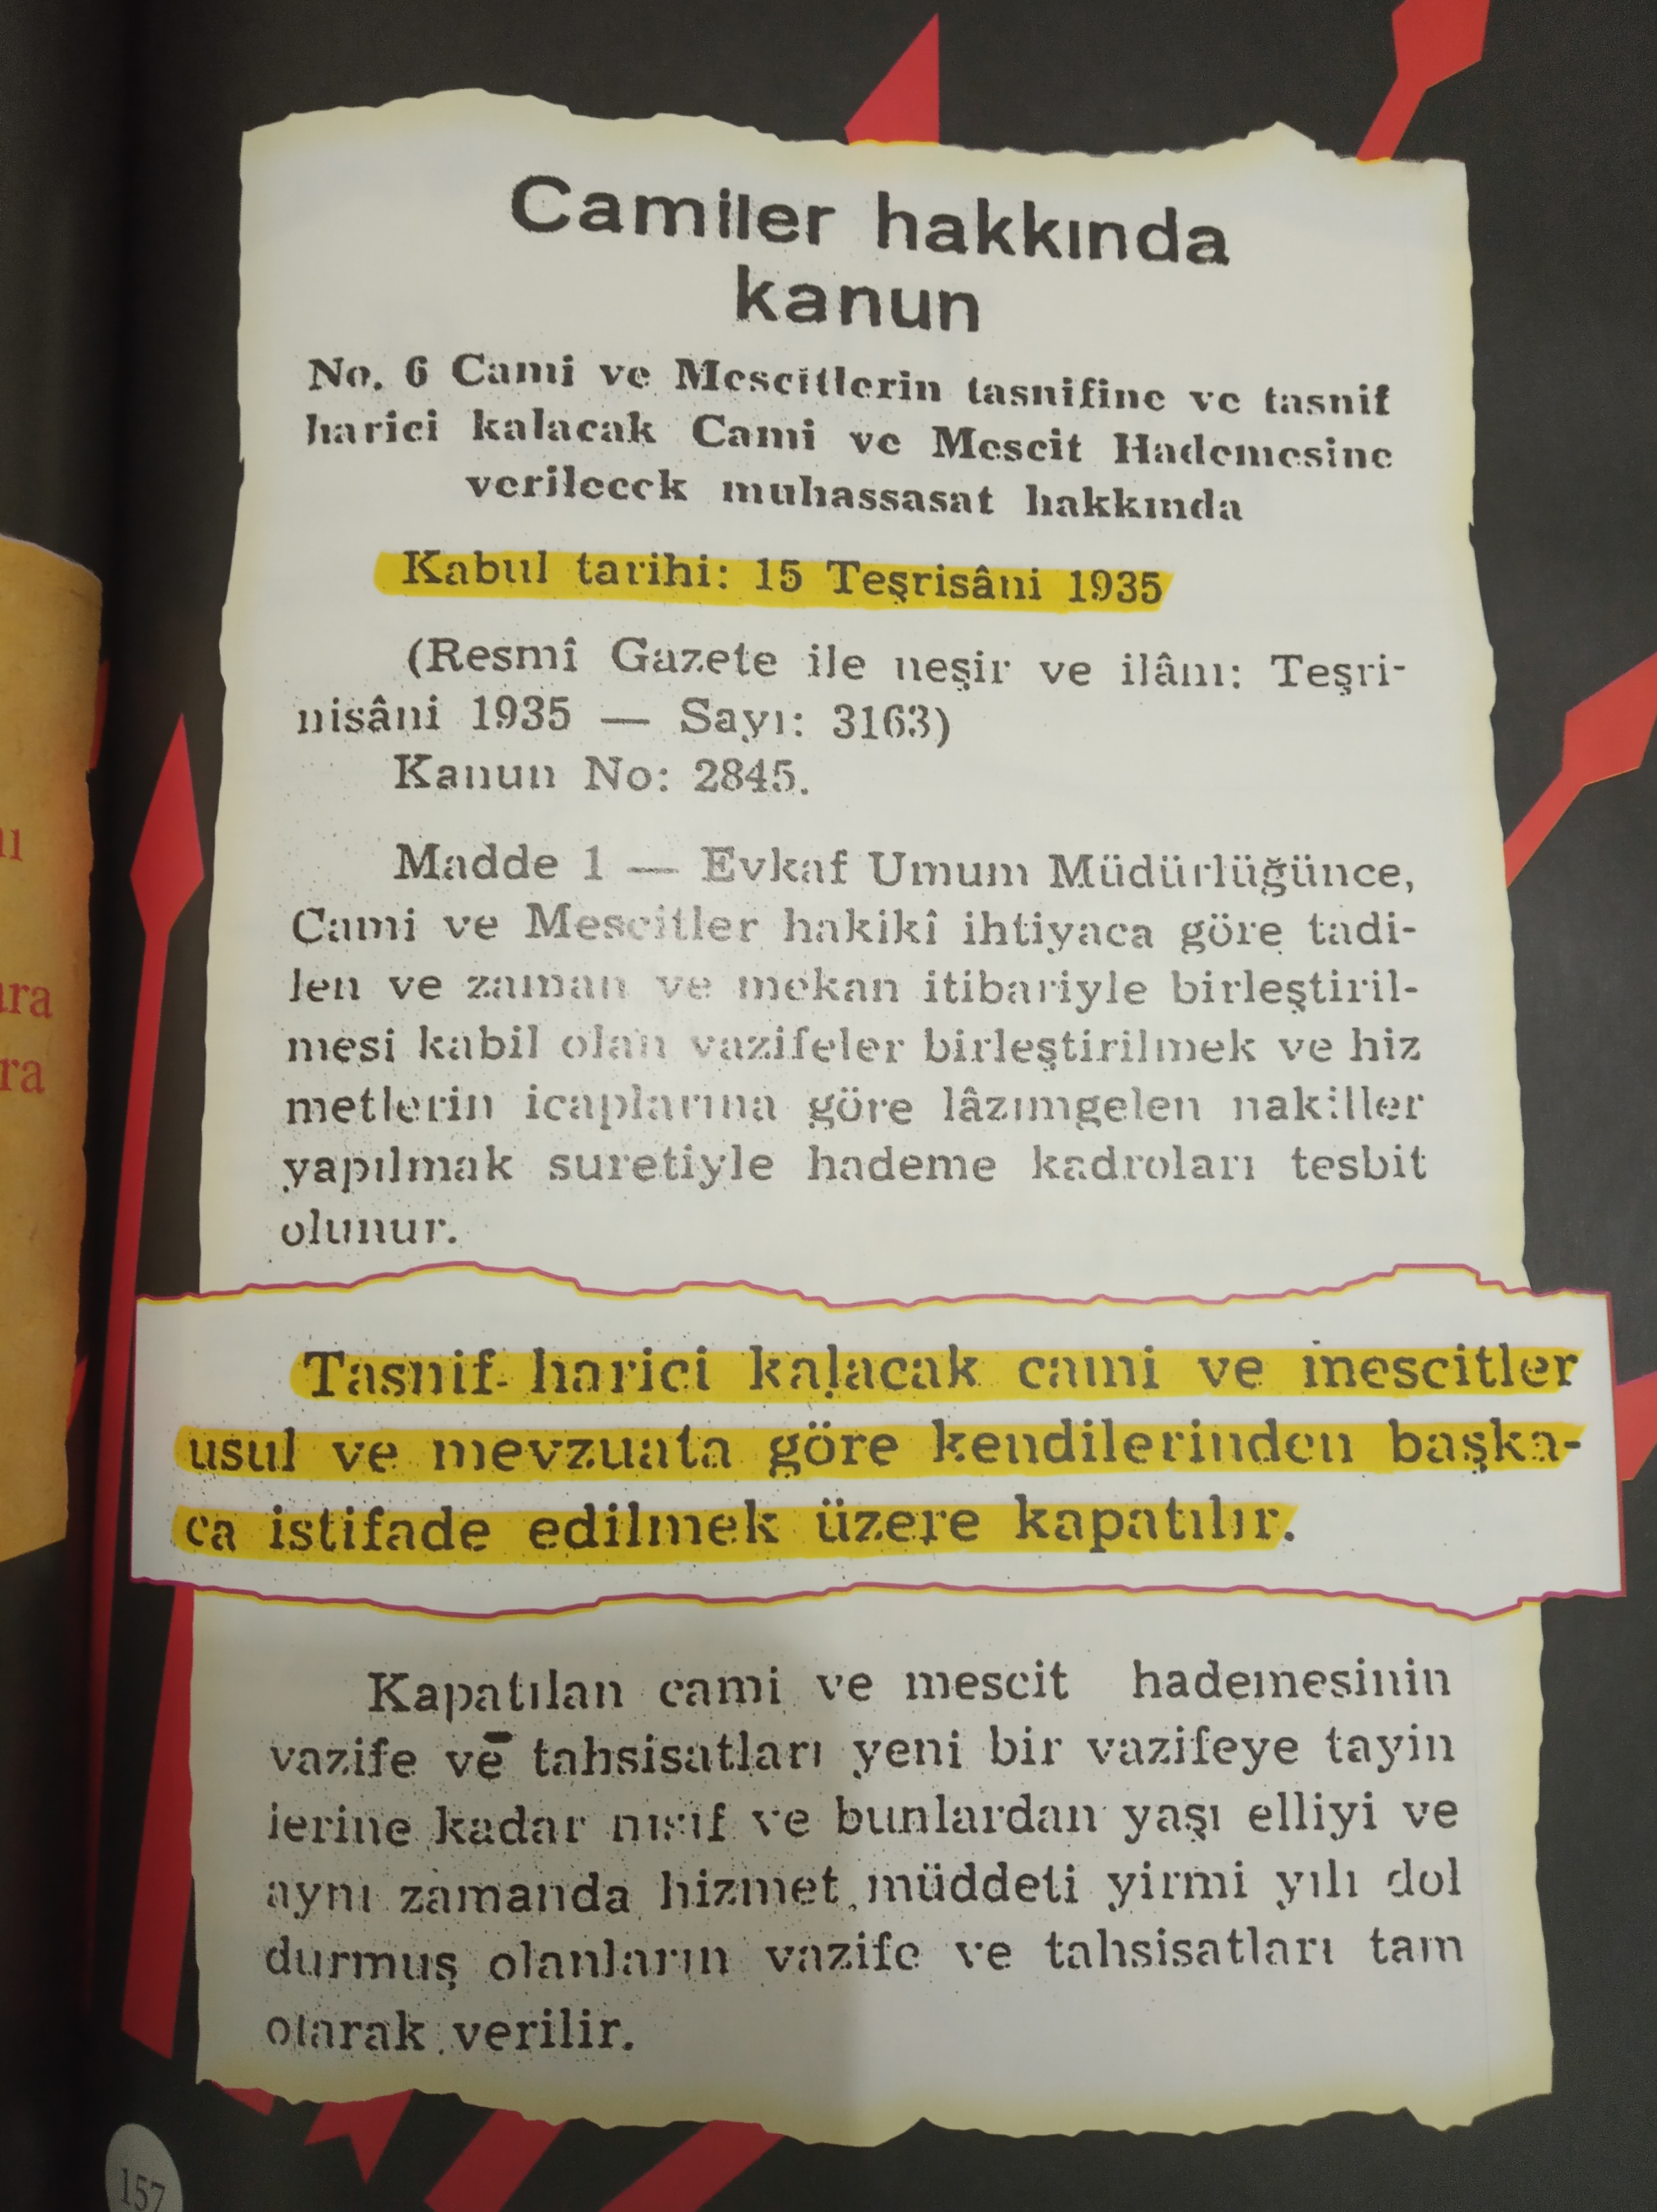 Camiler hakkında
kanun
No. 6 Cami ve Mescitlerin tasnifine ve tasnif
harici kalacak Cami ve Mescit Hademesine
verilecek muhassasat hakkında
Kabul tarihi: 15 Teşrisâni 1935
(Resmî Gazete ile neşir ve ilânı: Teşri-
nisâni 1935 — Sayı: 3163)
Kanun No: 2845.
Madde 1 — Evkaf Umum Müdürlüğünce,
Cami ve Mescitler hakikî ihtiyaca göre tadi-
len ve zaman ve mekan itibariyle birleştiril-
mesi kabil olan vazifeler birleştirilmek ve hiz
metlerin icaplarına göre lâzımgelen nakiller
yapılmak suretiyle hademe kadroları tesbit
olunur.
Tasnif harici kalacak cami ve mescitler
usul ve mevzuata göre kendilerinden başka-
ca istifade edilmek üzere kapatılır.
Kapatılan cami ve mescit hademesinin
vazife ve tahsisatları yeni bir vazifeye tayin
lerine kadar nısıf ve bunlardan yaşı elliyi ve
aynı zamanda hizmet müddeti yirmi yılı dol
durmuş olanların vazife ve tahsisatları tam
olarak verilir.
157